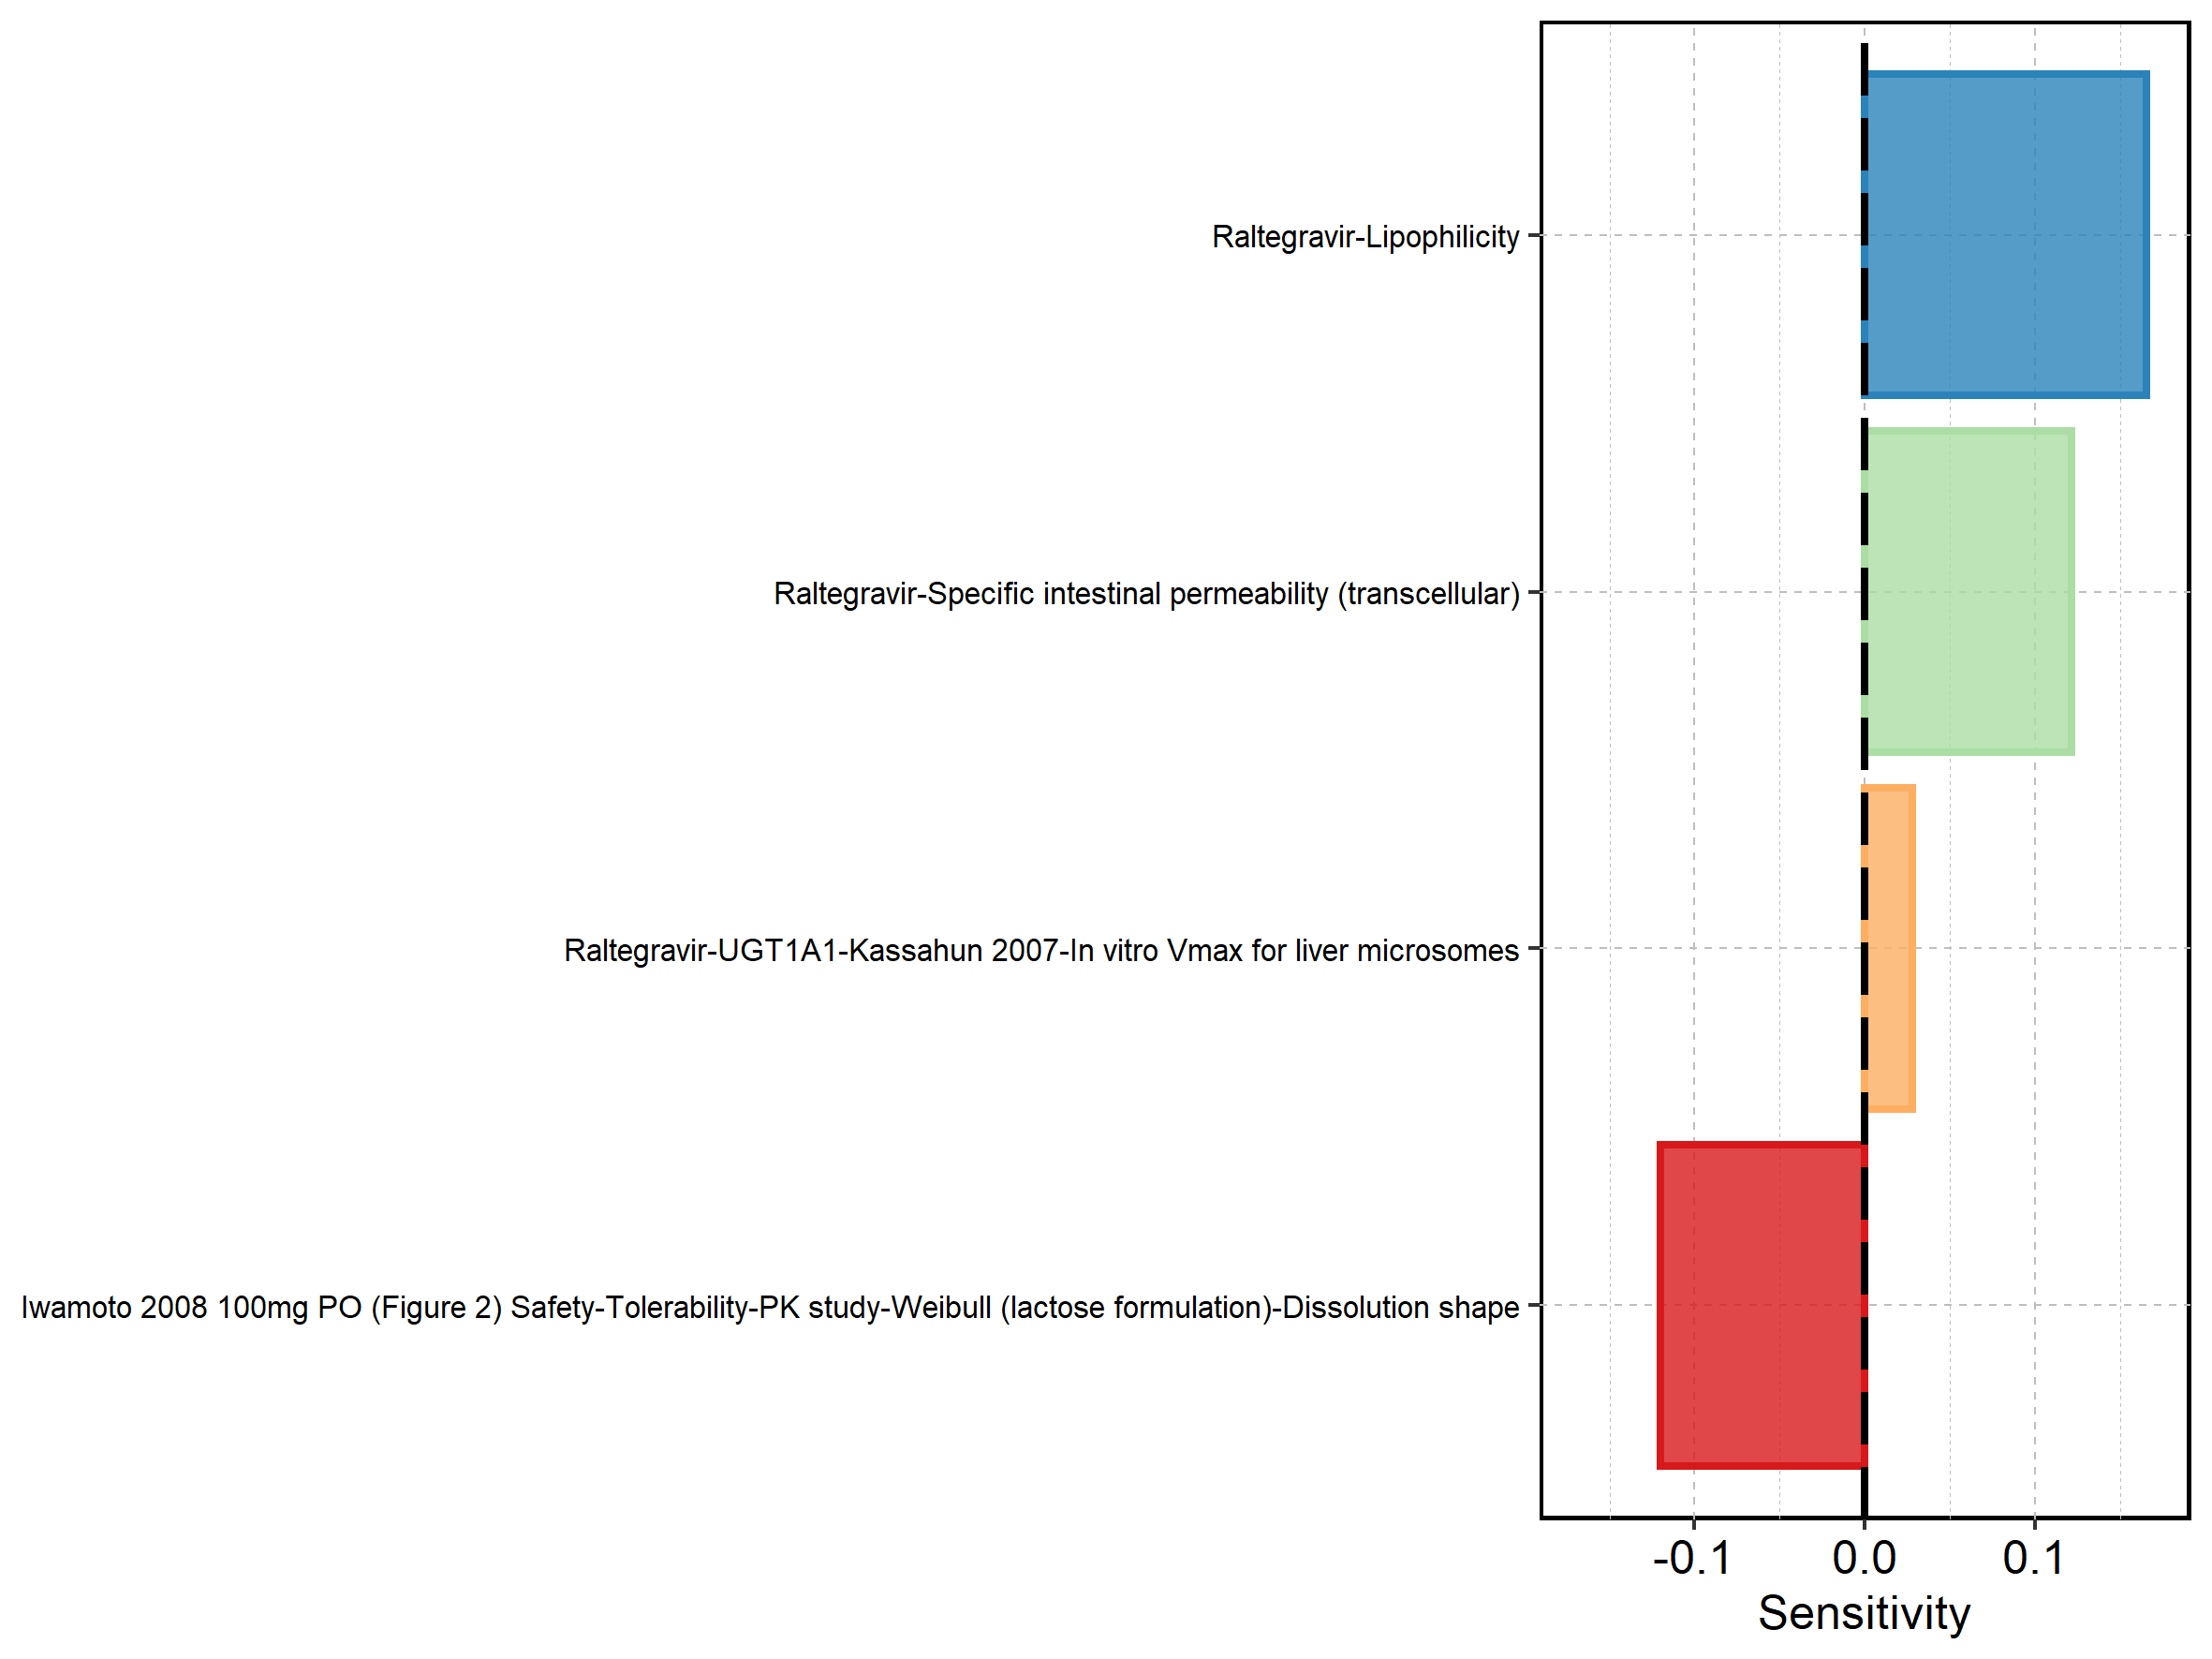 Raltegravir-Lipophilicity
Raltegravir-Specific intestinal permeability (transcellular)
Raltegravir-UGT1A1-Kassahun 2007-In vitro Vmax for liver microsomes
Iwamoto 2008 100mg PO (Figure 2) Safety-Tolerability-PK study-Weibull (lactose formulation)-Dissolution shape
-0.1 0.0 0.1
Sensitivity